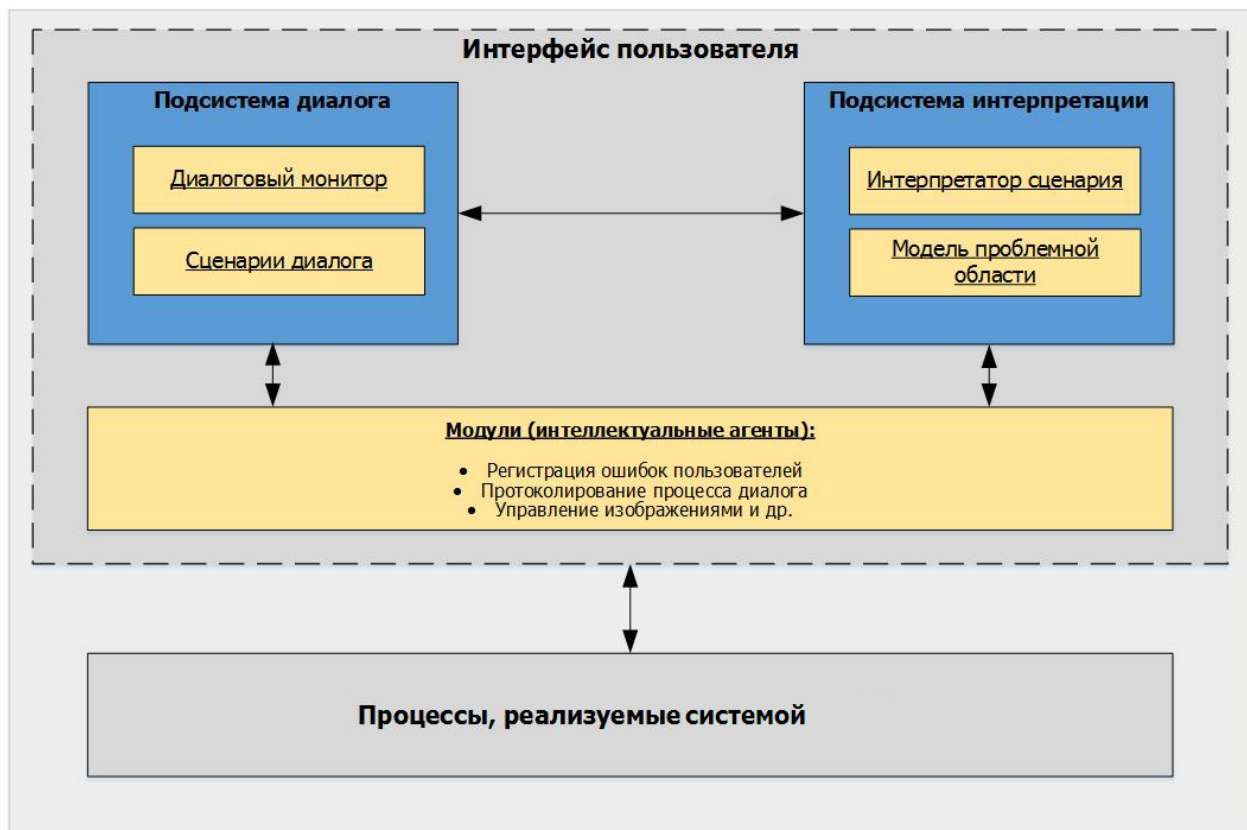 Интерфейс пользователя
Подсистема диалога
Диалоговый монитор
Сценарии диалога
Подсистема интерпретации
Интерпретатор сценария
Модель проблемной
области
Модули (интеллектуальные агенты):
• Регистрация ошибок пользователей
• Протоколирование процесса диалога
• Управление изображениями и др.
Процессы, реализуемые системой